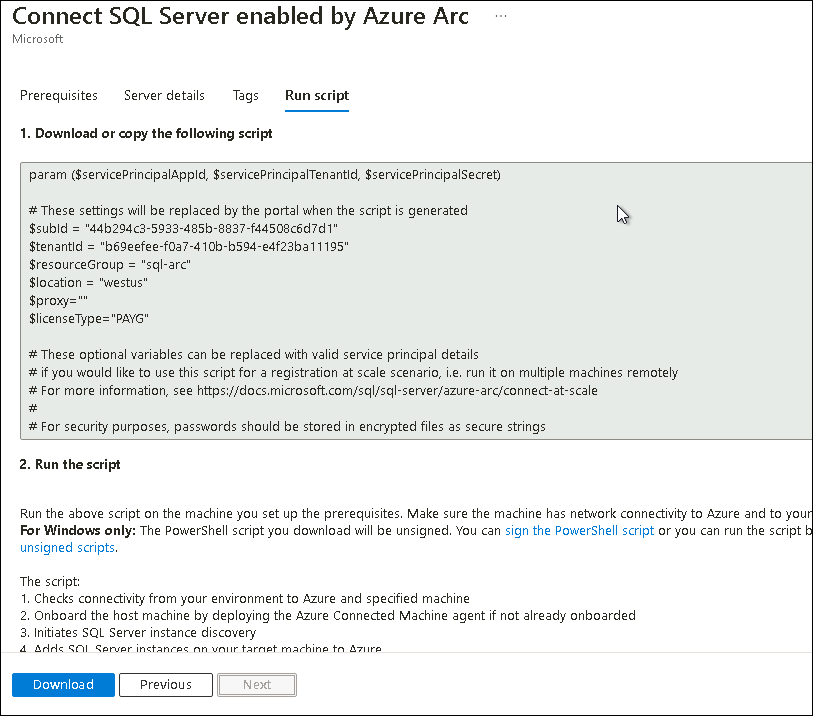 Connect SQL Server enabled by Azure Arc ...
Microsoft
Prerequisites Server details Tags Run script
1. Download or copy the following script
param ($servicePrincipalAppId, $servicePrincipalTenantId, $servicePrincipalSecret)
# These settings will be replaced by the portal when the script is generated
$subId = "44b294c3-5933-485b-8837-f44508c6d7d1"
$tenantId = "b69eefee-f0a7-410b-b594-e4f23ba11195"
$resourceGroup = "sql-arc"
$location = "westus"
$proxy=""
$licenseType="PAYG"
# These optional variables can be replaced with valid service principal details
# if you would like to use this script for a registration at scale scenario, i.e. run it on multiple machines remotely
# For more information, see https://docs.microsoft.com/sql/sql-server/azure-arc/connect-at-scale
#
# For security purposes, passwords should be stored in encrypted files as secure strings
2. Run the script
Run the above script on the machine you set up the prerequisites. Make sure the machine has network connectivity to Azure and to your
For Windows only: The PowerShell script you download will be unsigned. You can sign the PowerShell script or you can run the script b
unsigned scripts.
The script:
1. Checks connectivity from your environment to Azure and specified machine
2. Onboard the host machine by deploying the Azure Connected Machine agent if not already onboarded
3. Initiates SQL Server instance discovery
4. Adds SQL Server instances on your target machine to Azure
Download Previous Next